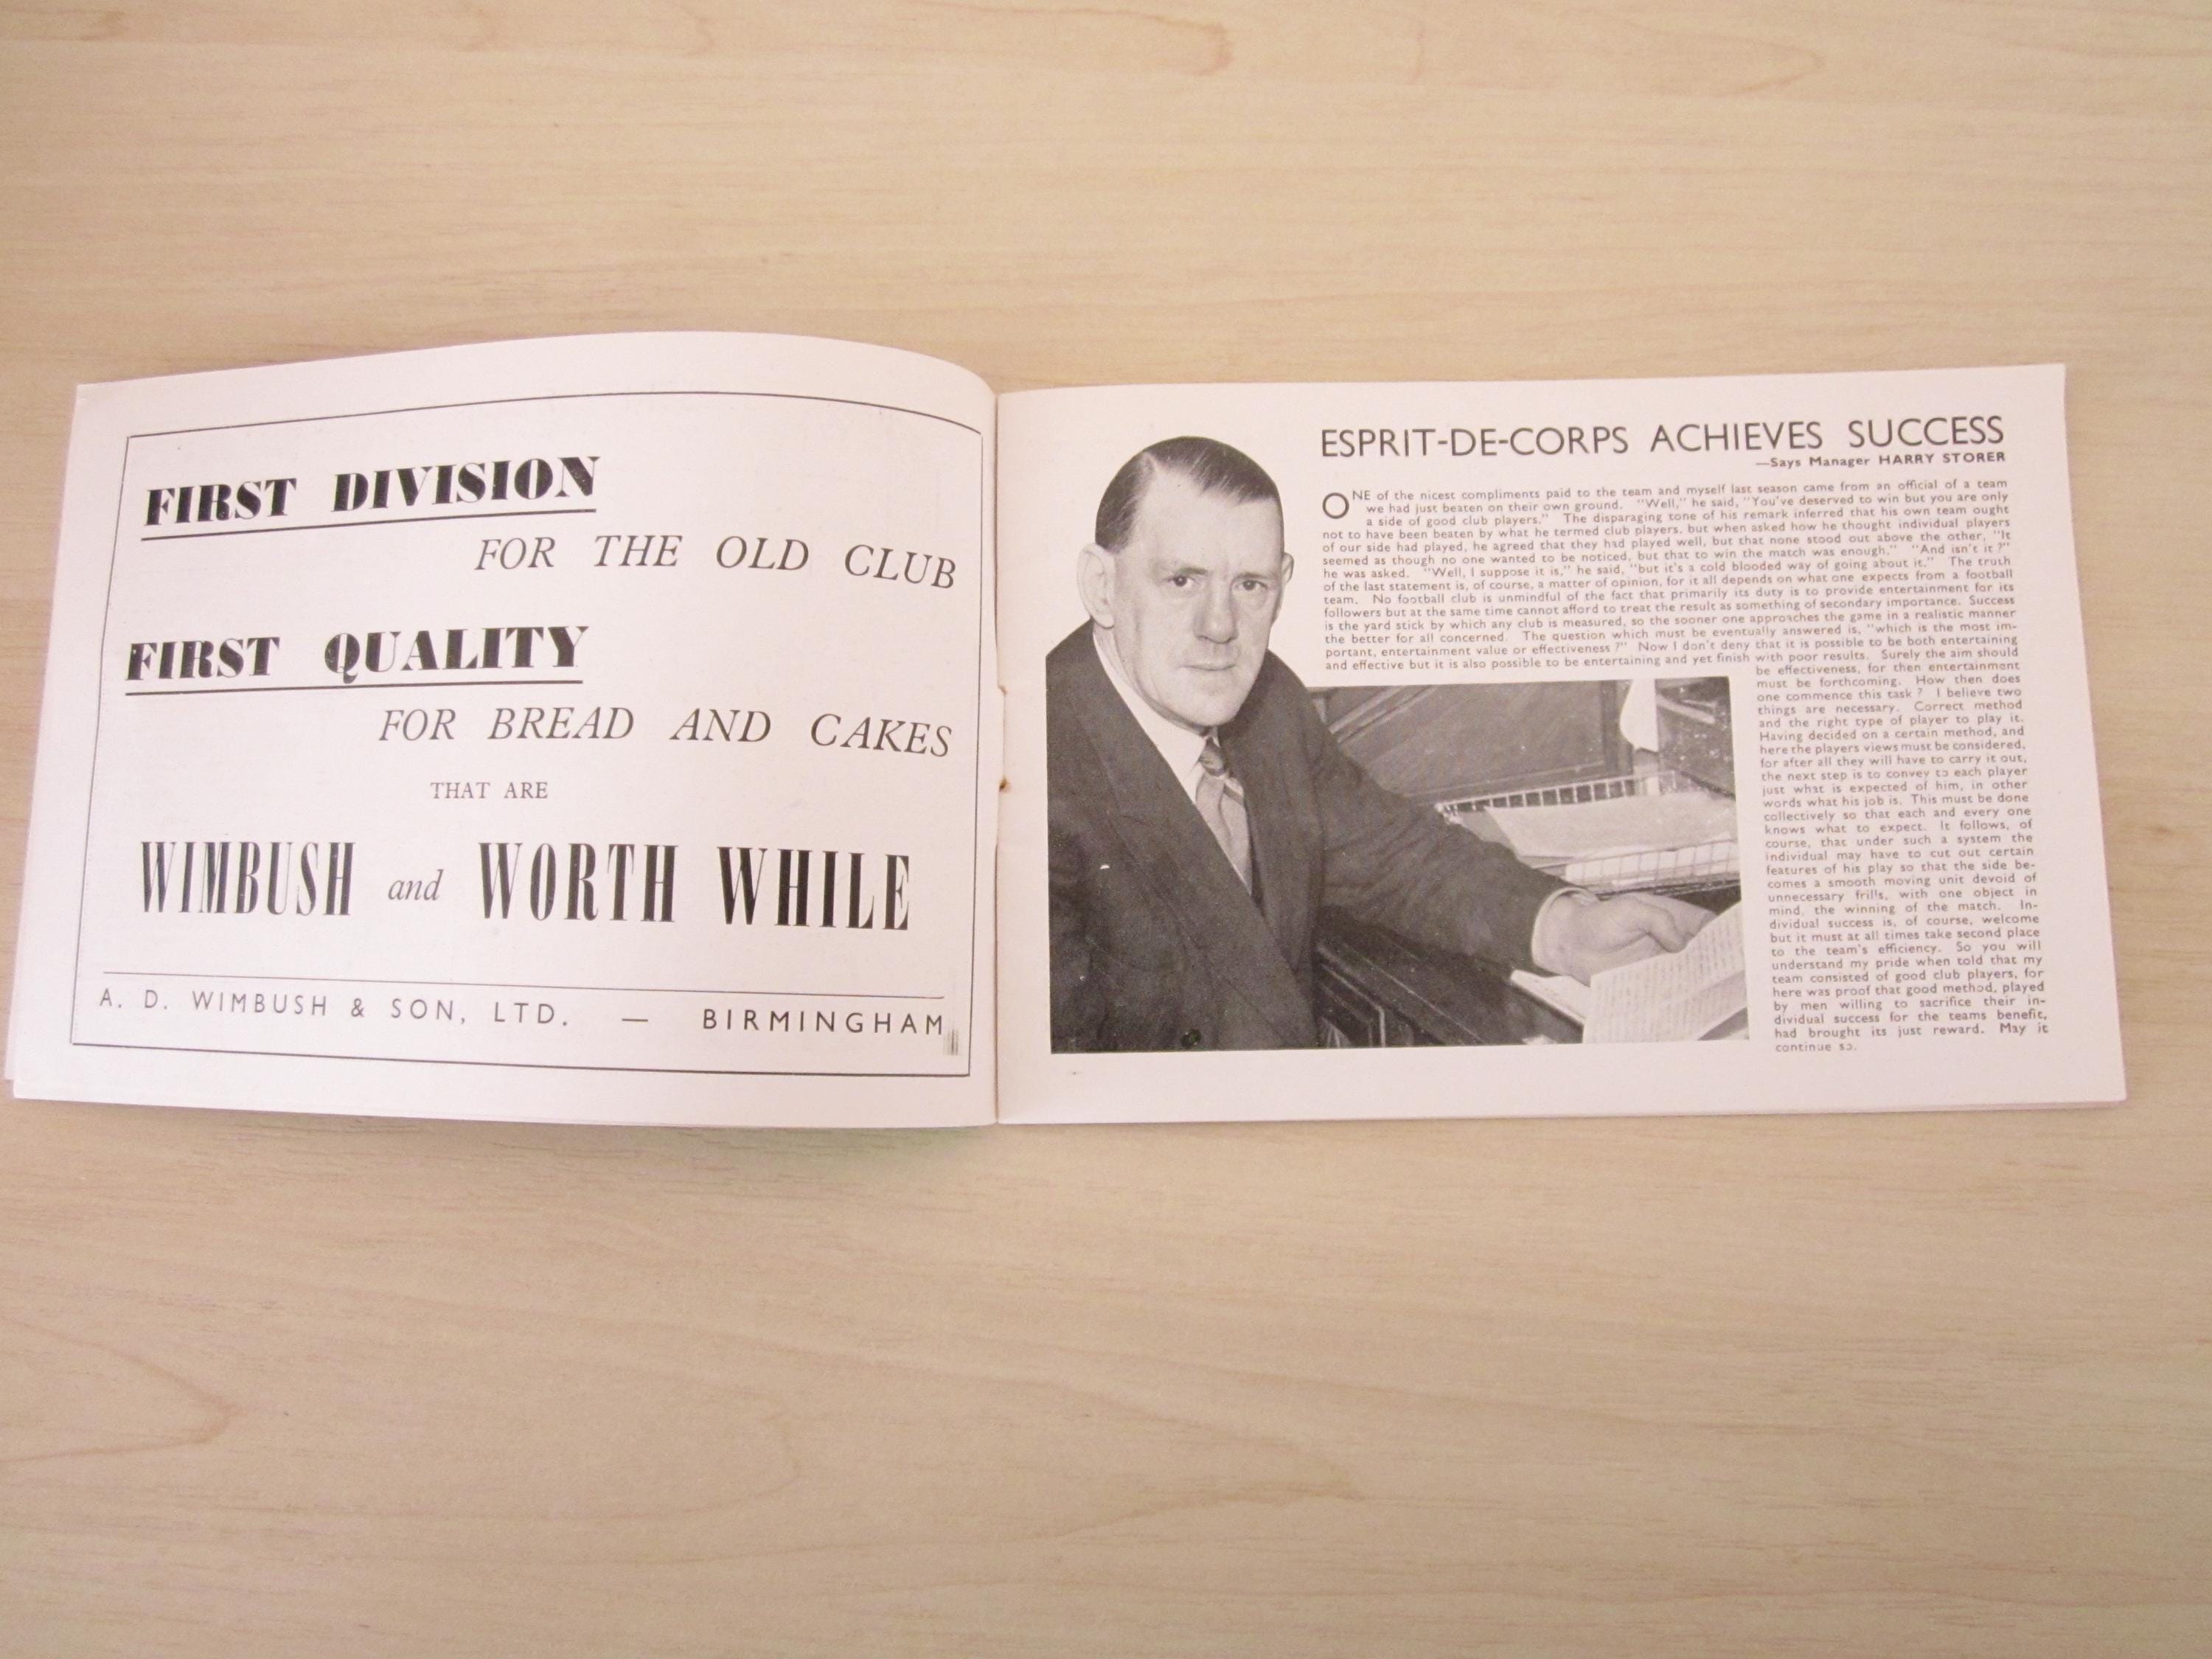 FIRST DIVISION
FOR THE OLD CLUB
FIRST QUALITY
FOR BREAD AND CAKES
THAT ARE
WIMBUSH and WORTH WHILE
A. D. WIMBUSH & SON, LTD. — BIRMINGHAM
ESPRIT-DE-CORPS ACHIEVES SUCCESS
—Says Manager HARRY STORER
ONE of the nicest compliments paid to the team and myself last season came from an official of a team
we had just beaten on their own ground. "Well," he said, "You've deserved to win but you are only
a side of good club players." The disparaging tone of his remark inferred that his own team ought
not to have been beaten by what he termed club players, but when asked how he thought individual players
of our side had played, he agreed that they had played well, but that none stood out above the other, "It
seemed as though no one wanted to be noticed, but that to win the match was enough." "And isn't it ?"
he was asked. "Well, I suppose it is," he said, "but it's a cold blooded way of going about it." The truth
of the last statement is, of course, a matter of opinion, for it all depends on what one expects from a football
team. No football club is unmindful of the fact that primarily its duty is to provide entertainment for its
followers but at the same time cannot afford to treat the result as something of secondary importance. Success
is the yard stick by which any club is measured, so the sooner one approaches the game in a realistic manner
the better for all concerned. The question which must be eventually answered is, "which is the most im-
portant, entertainment value or effectiveness ?" Now I don't deny that it is possible to be both entertaining
and effective but it is also possible to be entertaining and yet finish with poor results. Surely the aim should
be effectiveness, for then entertainment
must be forthcoming. How then does
one commence this task ? I believe two
things are necessary. Correct method
and the right type of player to play it.
Having decided on a certain method, and
here the players views must be considered,
for after all they will have to carry it out,
the next step is to convey to each player
just what is expected of him, in other
words what his job is. This must be done
collectively so that each and every one
knows what to expect. It follows, of
course, that under such a system the
individual may have to cut out certain
features of his play so that the side be-
comes a smooth moving unit devoid of
unnecessary frills, with one object in
mind, the winning of the match. In-
dividual success is, of course, welcome
but it must at all times take second place
to the team's efficiency. So you will
understand my pride when told that my
team consisted of good club players, for
here was proof that good method, played
by men willing to sacrifice their in-
dividual success for the teams benefit,
had brought its just reward. May it
continue so.